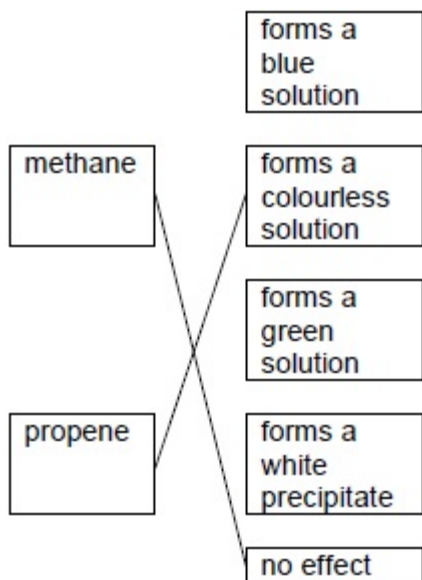 forms a
blue
solution
methane
forms a
colourless
solution
forms a
green
solution
propene
forms a
white
precipitate
no effect